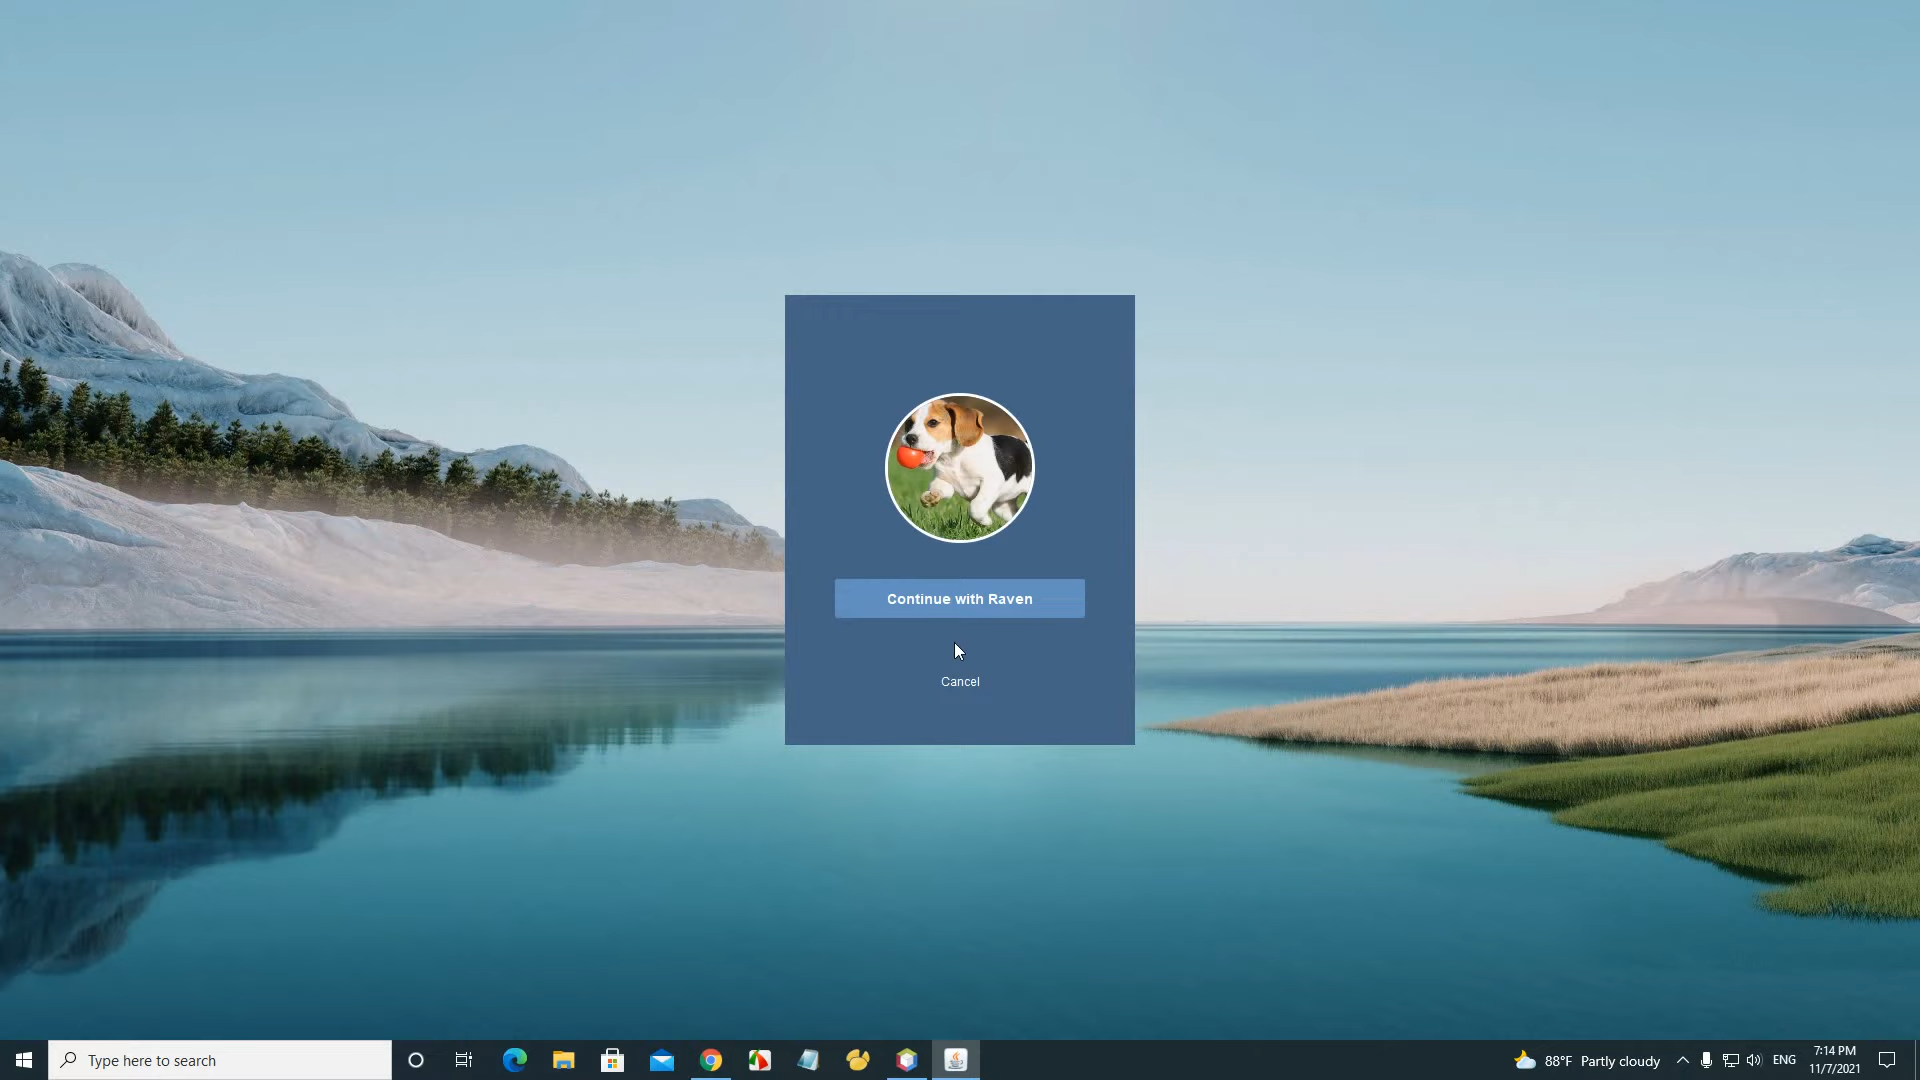 Continue with Raven
Cancel
Type here to search
88°F Partly cloudy
ENG
7:14 PM
11/7/2021